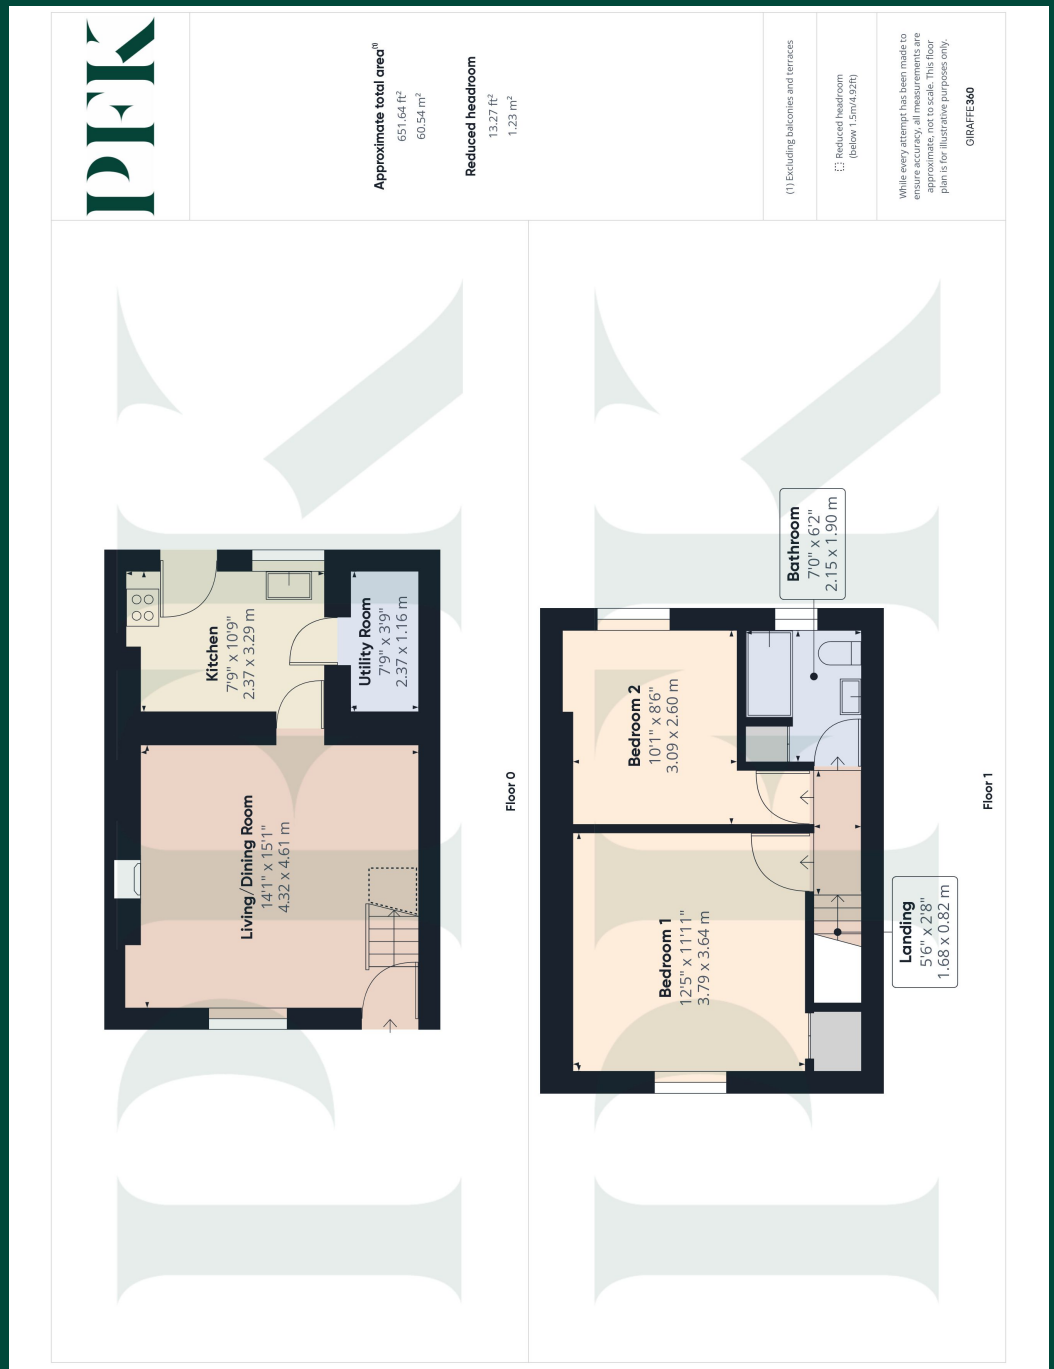 PFK
Approximate total area(1)
651.64 ft²
60.54 m²
Reduced headroom
13.27 ft²
1.23 m²
(1) Excluding balconies and terraces
Reduced headroom
(below 1.5m/4.92ft)
While every attempt has been made to
ensure accuracy, all measurements are
approximate, not to scale. This floor
plan is for illustrative purposes only.
GIRAFFE360
Kitchen
7'9" x 10'9"
2.37 x 3.29 m
Utility Room
7'9" x 3'9"
2.37 x 1.16 m
Living/Dining Room
14'1" x 15'1"
4.32 x 4.61 m
Floor 0
Bathroom
7'0" x 6'2"
2.15 x 1.90 m
Bedroom 2
10'1" x 8'6"
3.09 x 2.60 m
Bedroom 1
12'5" x 11'11"
3.79 x 3.64 m
Landing
5'6" x 2'8"
1.68 x 0.82 m
Floor 1
PFK
PFK